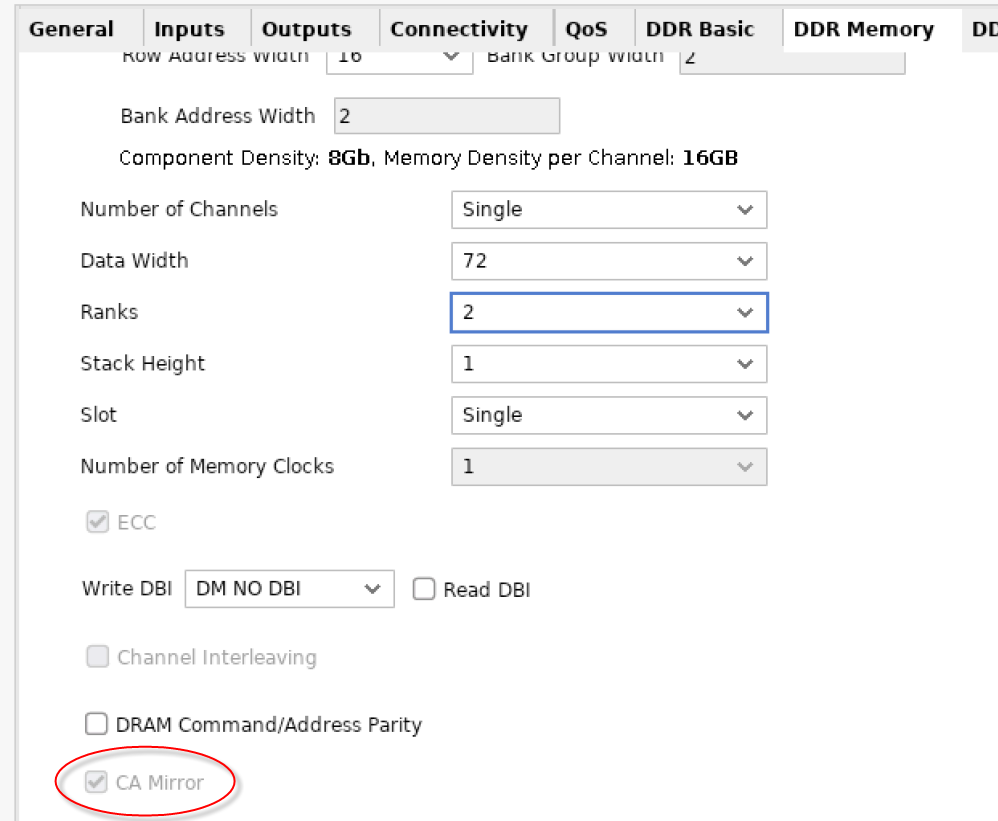 General Inputs Outputs Connectivity QoS DDR Basic DDR Memory DD
Row Address Width 16 Bank Group Width 2
Bank Address Width 2
Component Density: 8Gb, Memory Density per Channel: 16GB
Number of Channels Single
Data Width 72
Ranks 2
Stack Height 1
Slot Single
Number of Memory Clocks 1
ECC
Write DBI DM NO DBI Read DBI
Channel Interleaving
DRAM Command/Address Parity
CA Mirror